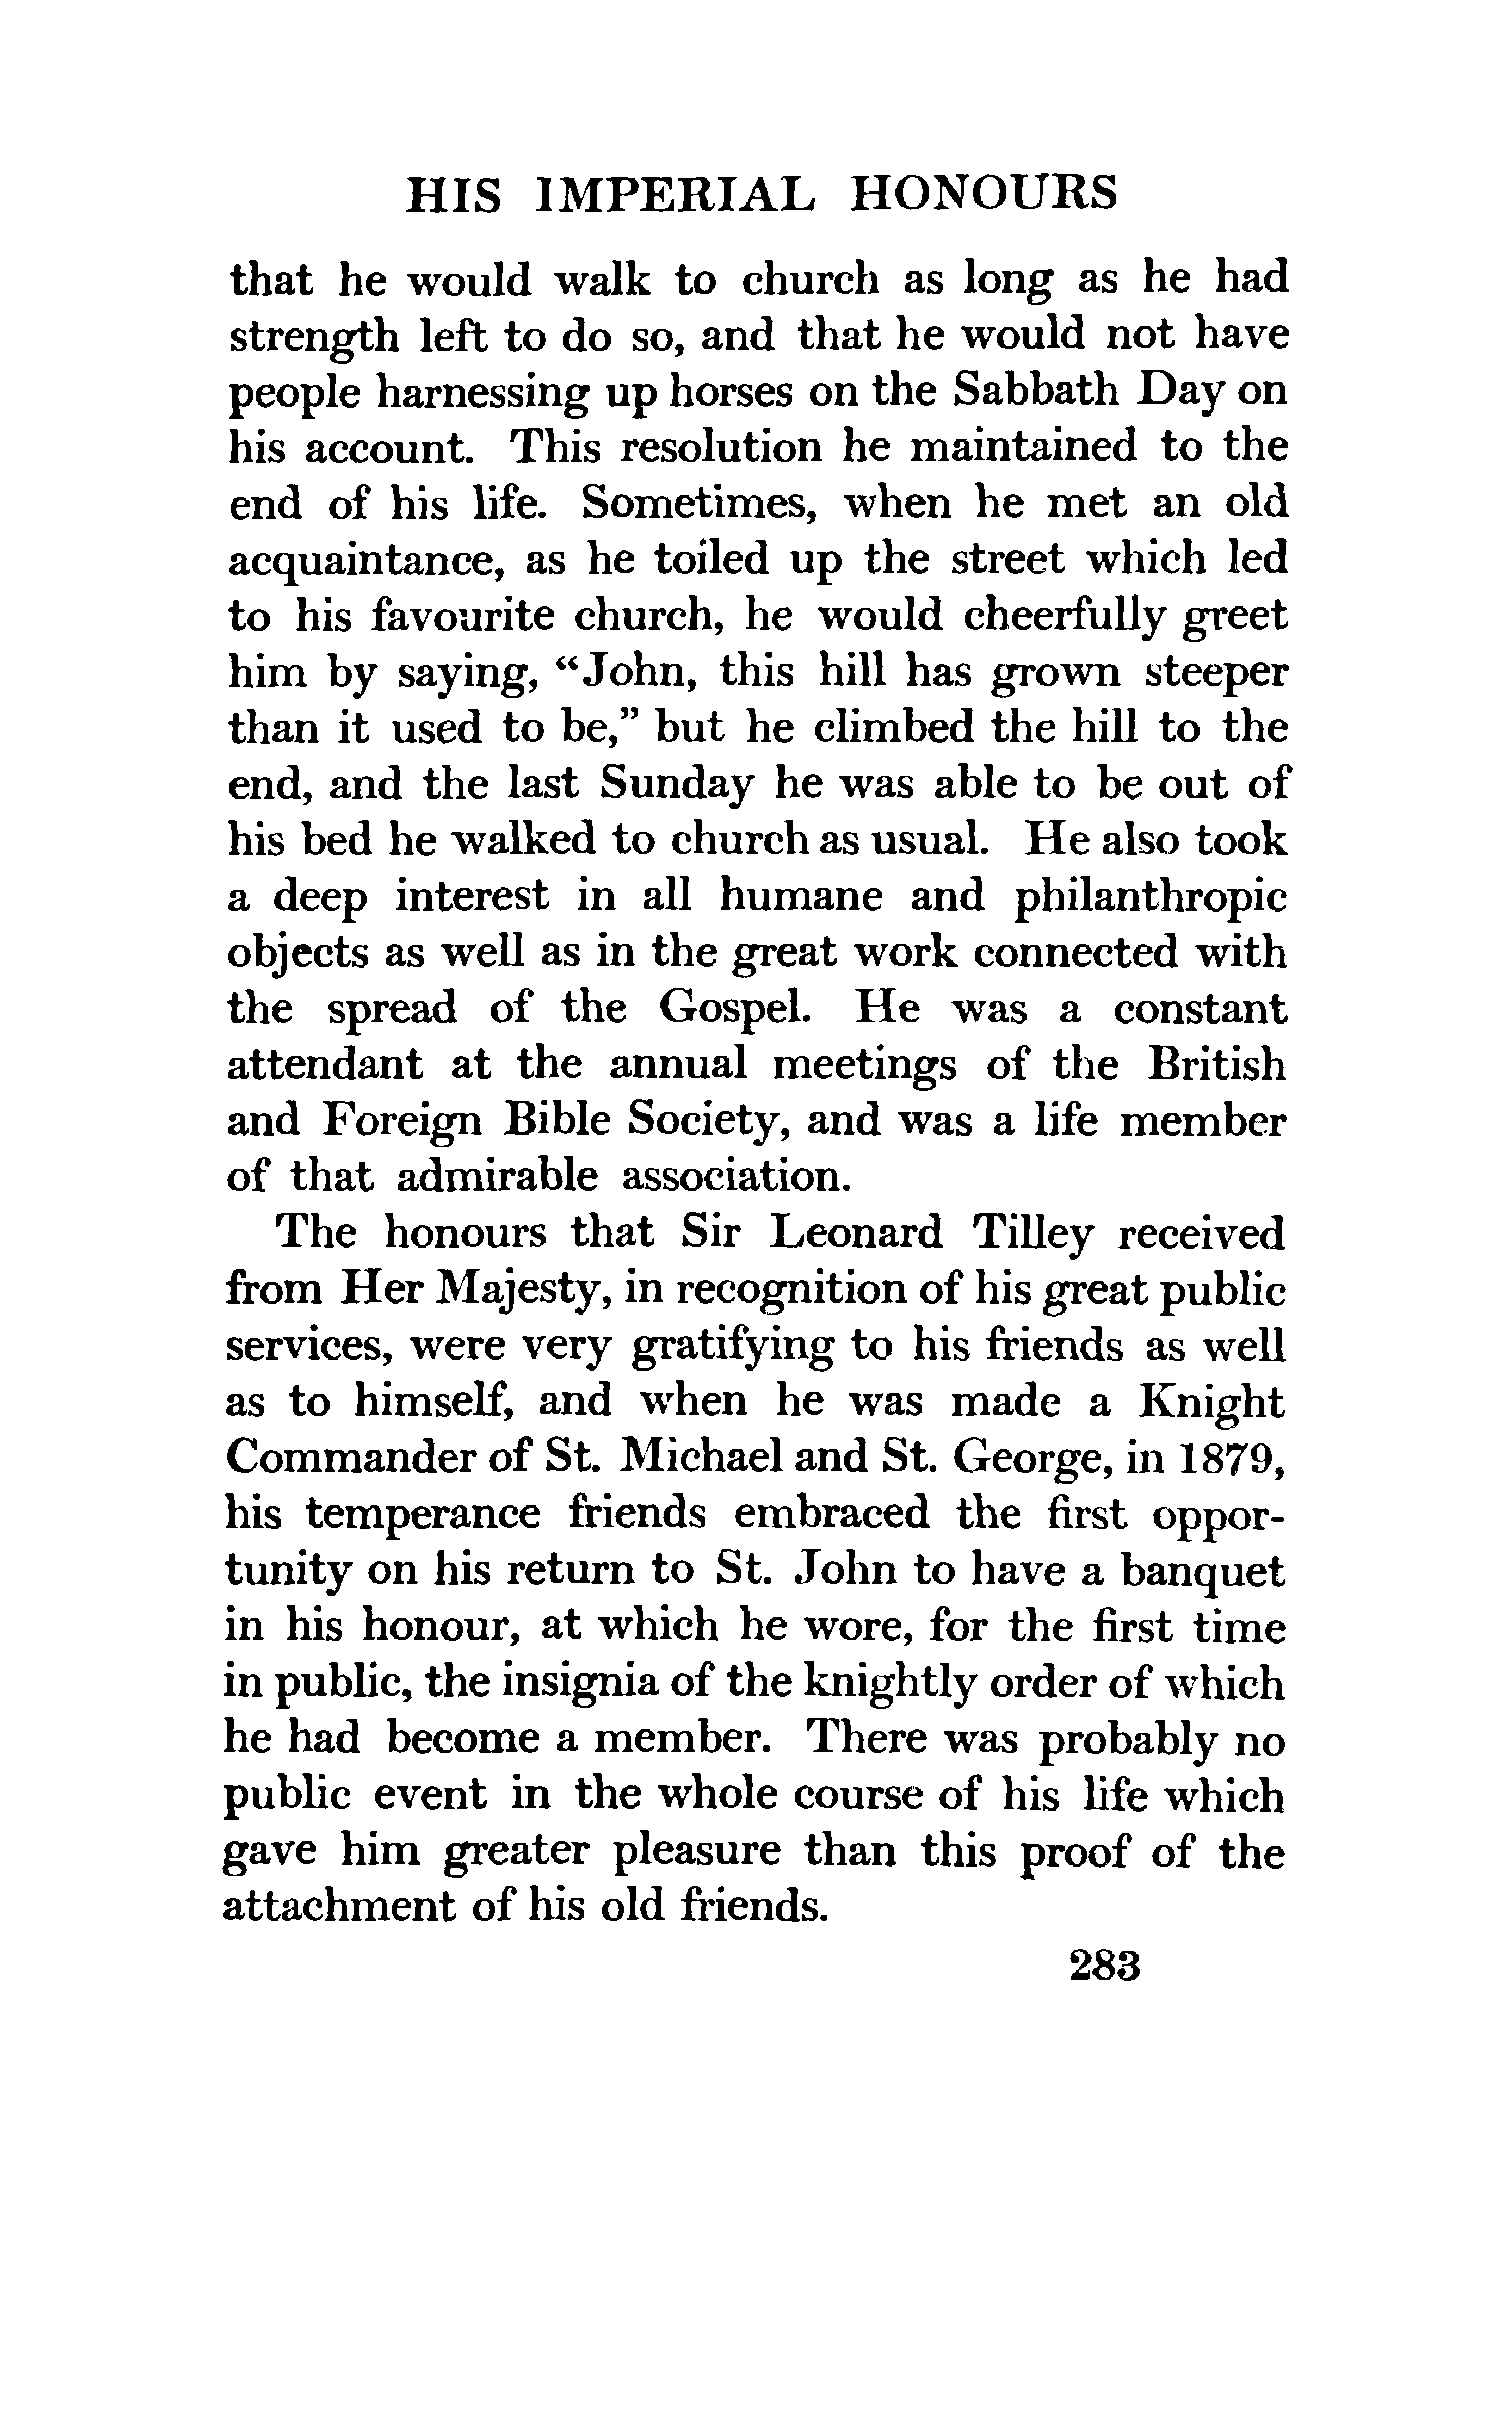 HIS IMPERIAL HONOURS
that he would walk to church as long as he had
strength left to do so, and that he would not have
people harnessing up horses on the Sabbath Day on
his account. This resolution he maintained to the
end of his life. Sometimes, when he met an old
acquaintance, as he toiled up the street which led
to his favourite church, he would cheerfully greet
him by saying, “John, this hill has grown steeper
than it used to be,” but he climbed the hill to the
end, and the last Sunday he was able to be out of
his bed he walked to church as usual. He also took
a deep interest in all humane and philanthropic
objects as well as in the great work connected with
the spread of the Gospel. He was a constant
attendant at the annual meetings of the British
and Foreign Bible Society, and was a life member
of that admirable association.
The honours that Sir Leonard Tilley received
from Her Majesty, in recognition of his great public
services, were very gratifying to his friends as well
as to himself, and when he was made a Knight
Commander of St. Michael and St. George, in 1879,
his temperance friends embraced the first oppor-
tunity on his return to St. John to have a banquet
in his honour, at which he wore, for the first time
in public, the insignia of the knightly order of which
he had become a member. There was probably no
public event in the whole course of his life which
gave him greater pleasure than this proof of the
attachment of his old friends.
283